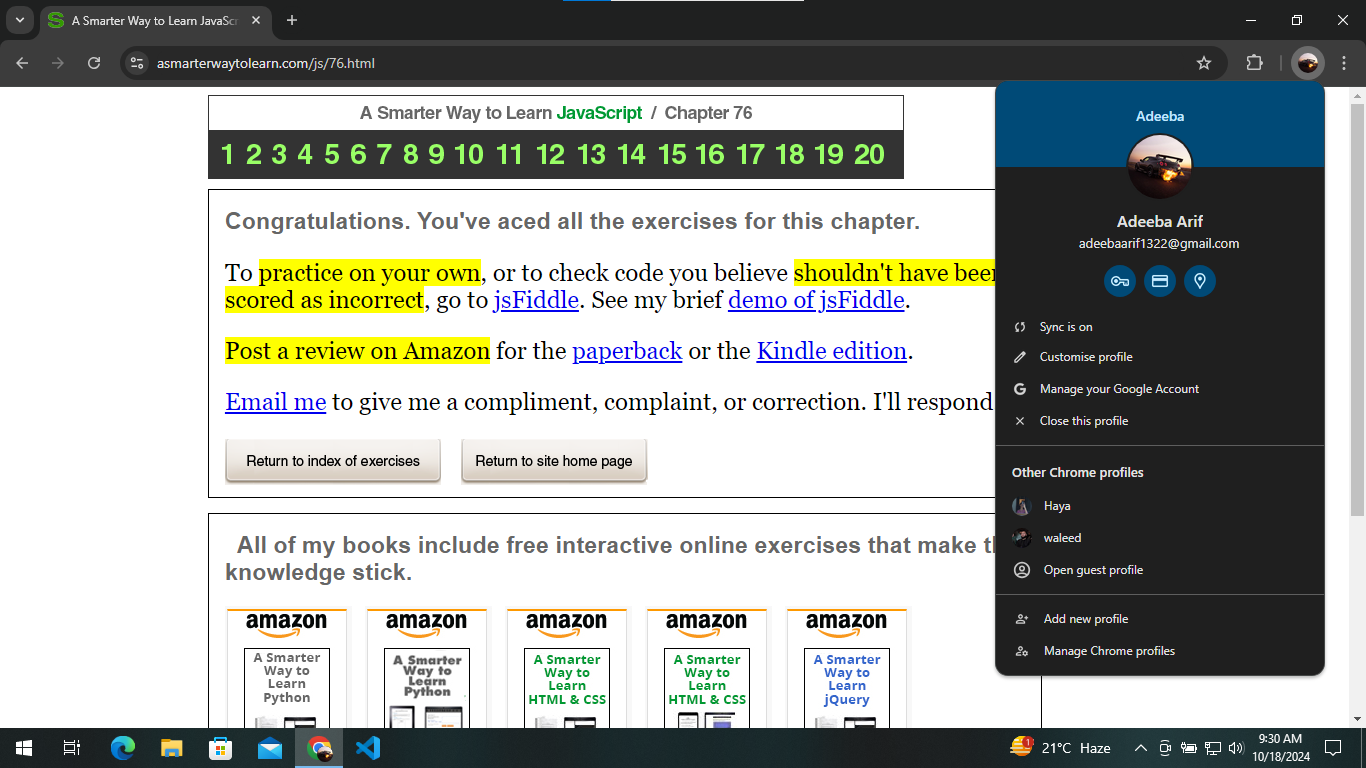 A Smarter Way to Learn JavaSc
asmarterwaytolearn.com/js/76.html
A Smarter Way to Learn JavaScript / Chapter 76
1 2 3 4 5 6 7 8 9 10 11 12 13 14 15 16 17 18 19 20
Congratulations. You've aced all the exercises for this chapter.
To practice on your own, or to check code you believe shouldn't have been
scored as incorrect, go to jsFiddle. See my brief demo of jsFiddle.
Post a review on Amazon for the paperback or the Kindle edition.
Email me to give me a compliment, complaint, or correction. I'll respond
Return to index of exercises
Return to site home page
All of my books include free interactive online exercises that make th
knowledge stick.
amazon
A Smarter
Way to
Learn
Python
amazon
A Smarter
Way to
Learn
Python
amazon
A Smarter
Way to
Learn
HTML & CSS
amazon
A Smarter
Way to
Learn
HTML & CSS
amazon
A Smarter
Way to
Learn
jQuery
Adeeba
Adeeba Arif
adeebaarif1322@gmail.com
Sync is on
Customise profile
Manage your Google Account
Close this profile
Other Chrome profiles
Haya
waleed
Open guest profile
Add new profile
Manage Chrome profiles
1
21°C Haze
9:30 AM
10/18/2024